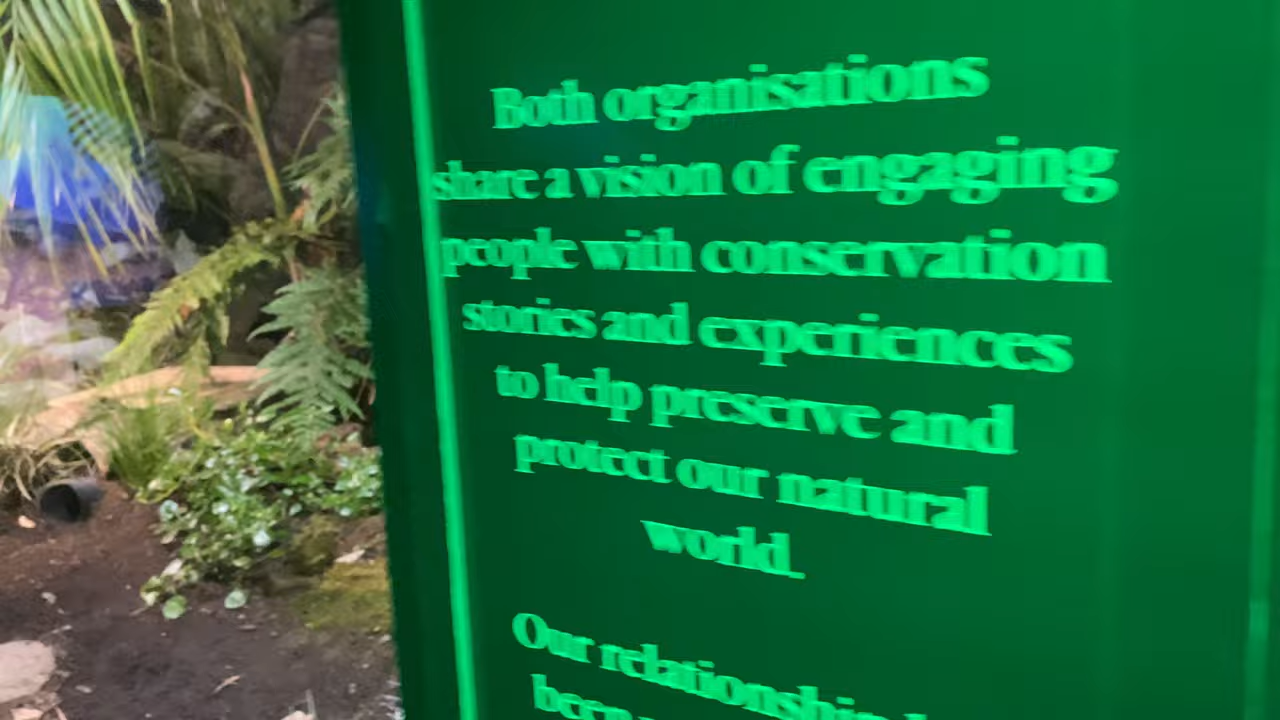 Both organisations
share a vision of engaging
people with conservation
stories and experiences
to help preserve and
protect our natural
world.
Our relationship
been